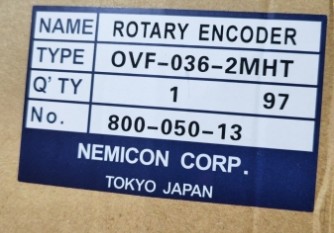 NAME ROTARY ENCODER
TYPE OVF-036-2MHT
Q'TY 1 97
No. 800-050-13
NEMICON CORP.
TOKYO JAPAN